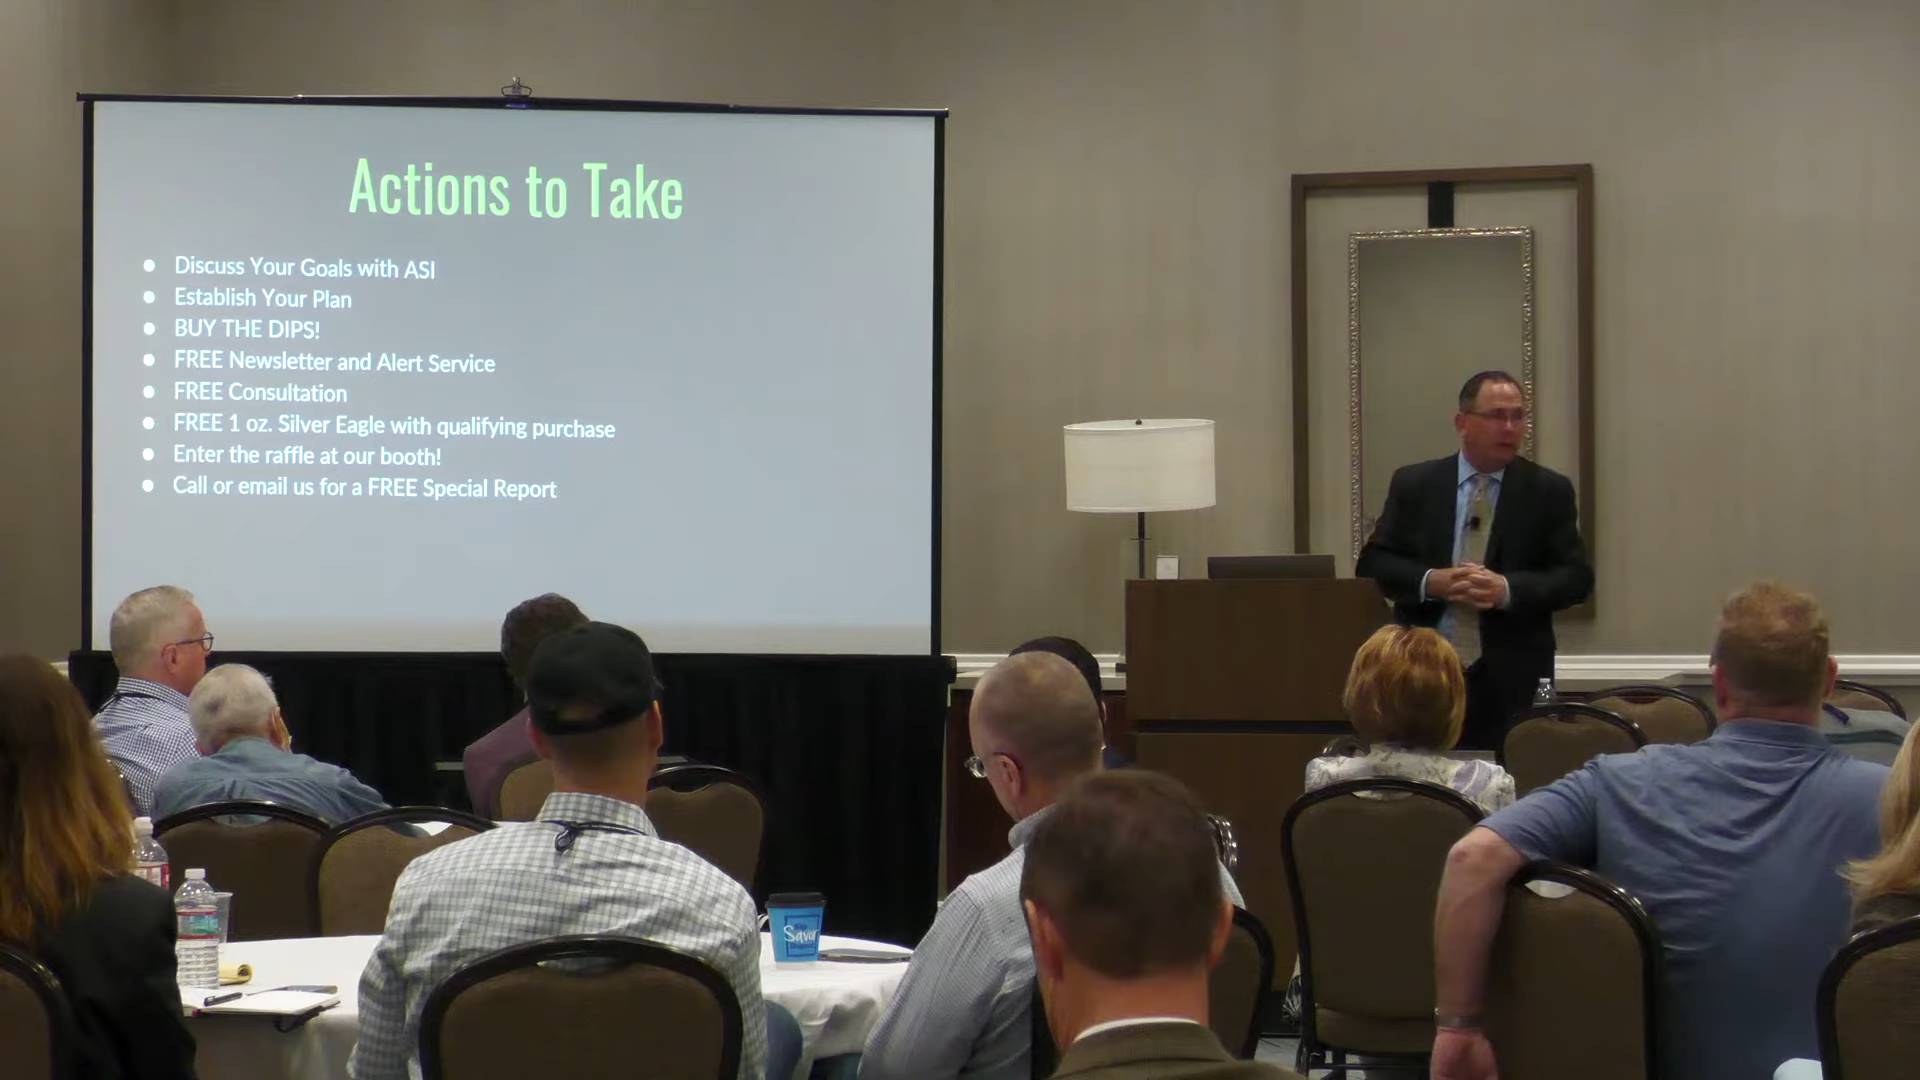 Actions to Take
Discuss Your Goals with ASI
Establish Your Plan
BUY THE DIPS!
FREE Newsletter and Alert Service
FREE Consultation
FREE 1 oz. Silver Eagle with qualifying purchase
Enter the raffle at our booth!
Call or email us for a FREE Special Report
Savor